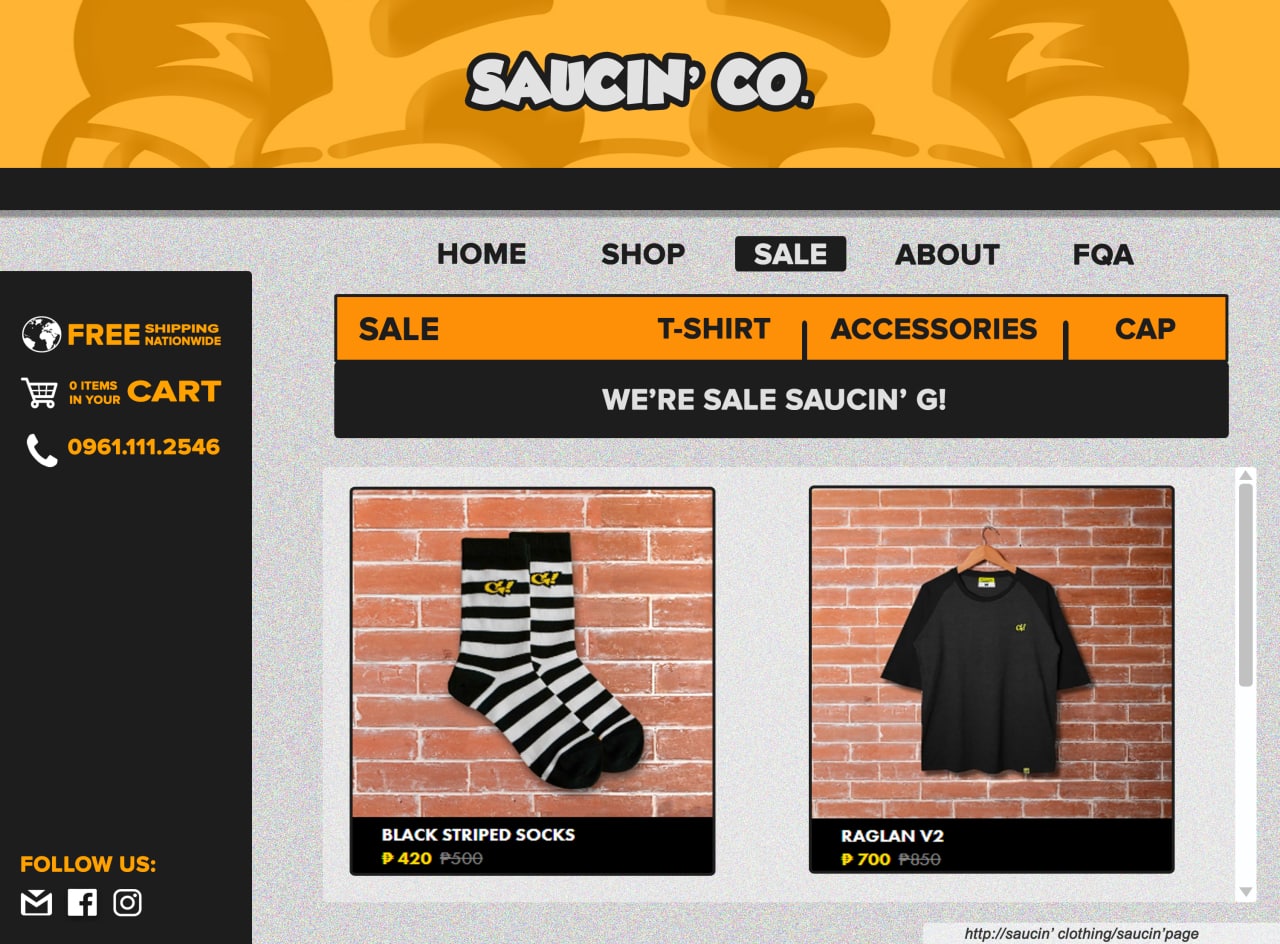 SAUCIN' CO.
HOME SHOP SALE ABOUT FQA
FREE SHIPPING NATIONWIDE
0 ITEMS IN YOUR CART
0961.111.2546
SALE T-SHIRT ACCESSORIES CAP
WE'RE SALE SAUCIN' G!
G!
G!
G!
BLACK STRIPED SOCKS
₱ 420 ₱500
RAGLAN V2
₱ 700 ₱850
FOLLOW US:
http://saucin' clothing/saucin'page